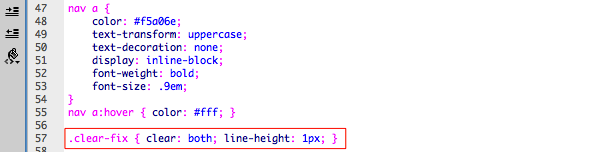 47 nav a {
48 color: #f5a06e;
49 text-transform: uppercase;
50 text-decoration: none;
51 display: inline-block;
52 font-weight: bold;
53 font-size: .9em;
54 }
55 nav a:hover { color: #fff; }
56
57 .clear-fix { clear: both; line-height: 1px; }